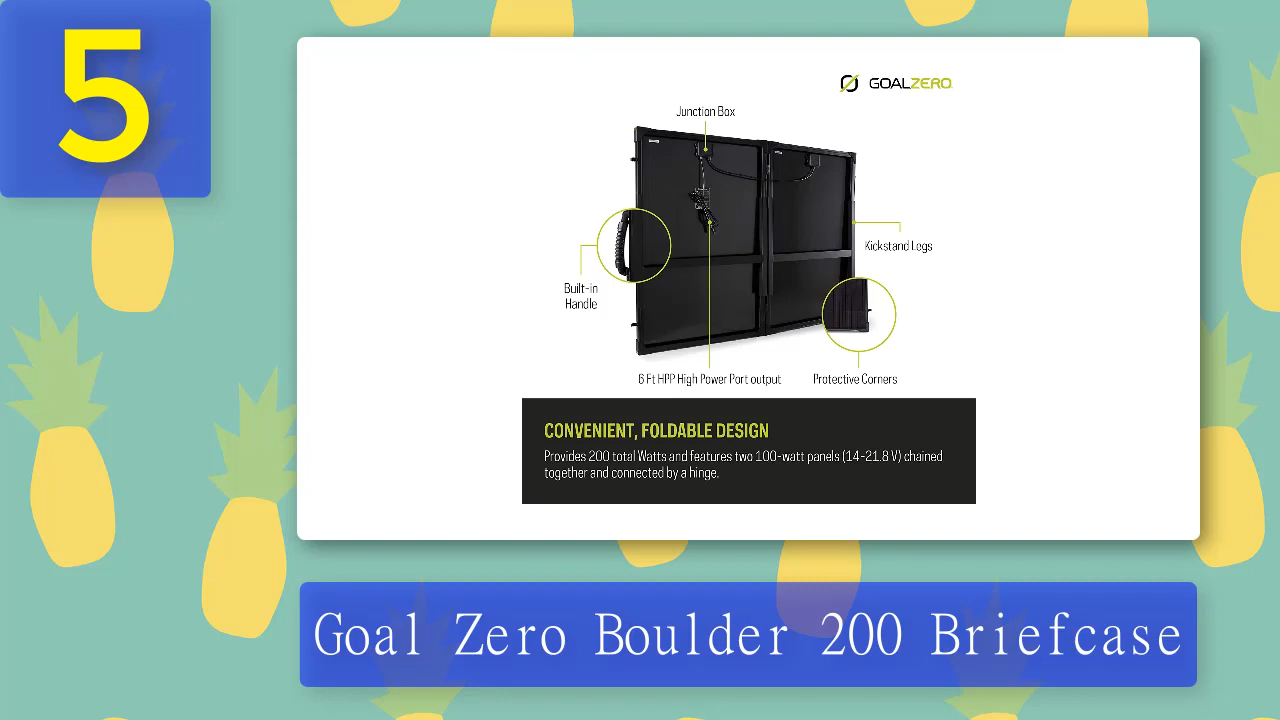 5
GOALZERO
Junction Box
Kickstand Legs
Built-in
Handle
6 Ft HPP High Power Port output
Protective Corners
CONVENIENT, FOLDABLE DESIGN
Provides 200 total Watts and features two 100-watt panels (14-21.8 V) chained
together and connected by a hinge.
Goal Zero Boulder 200 Briefcase